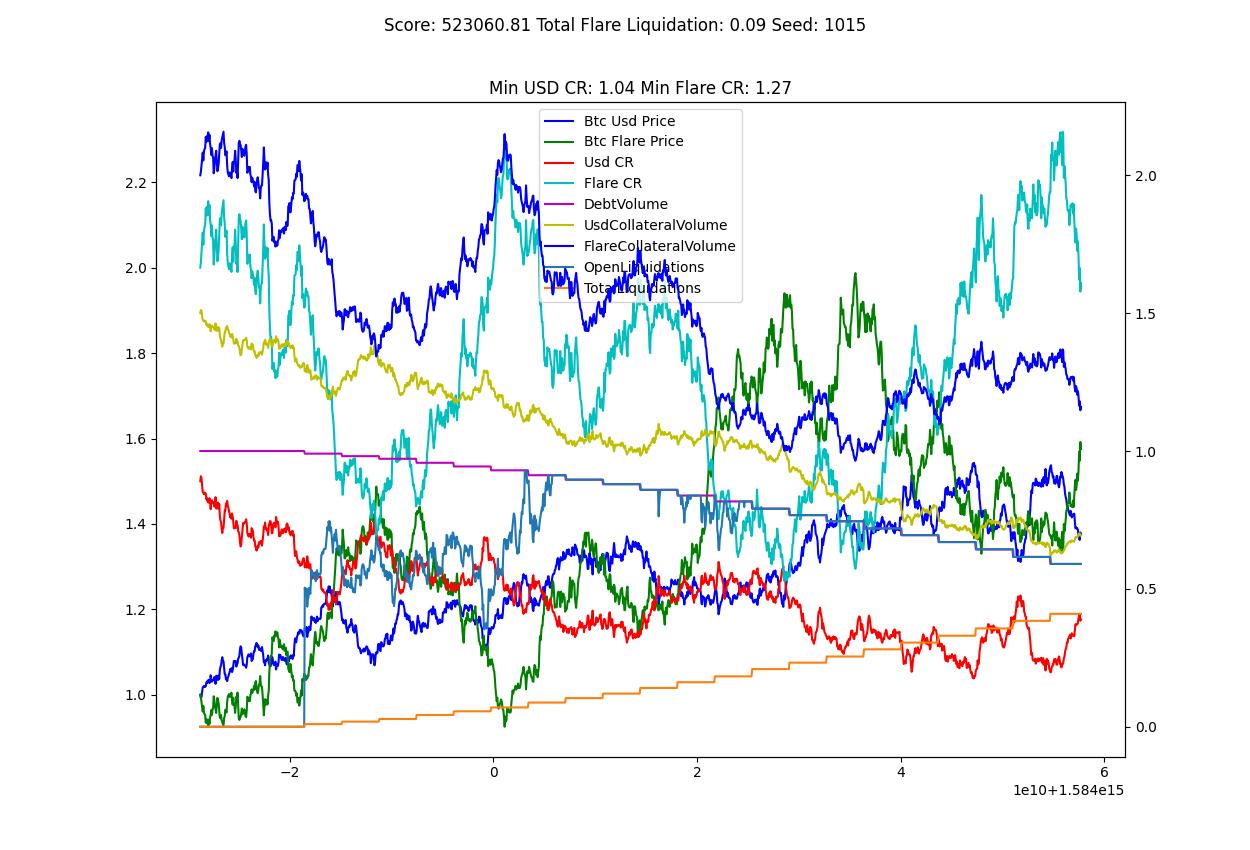 Score: 523060.81 Total Flare Liquidation: 0.09 Seed: 1015
Min USD CR: 1.04 Min Flare CR: 1.27
Btc Usd Price
Btc Flare Price
Usd CR
Flare CR
DebtVolume
UsdCollateralVolume
FlareCollateralVolume
OpenLiquidations
TotalLiquidations
2.2
2.0
1.8
1.6
1.4
1.2
1.0
2.0
1.5
1.0
0.5
0.0
−2 0 2 4 6
1e10+1.584e15